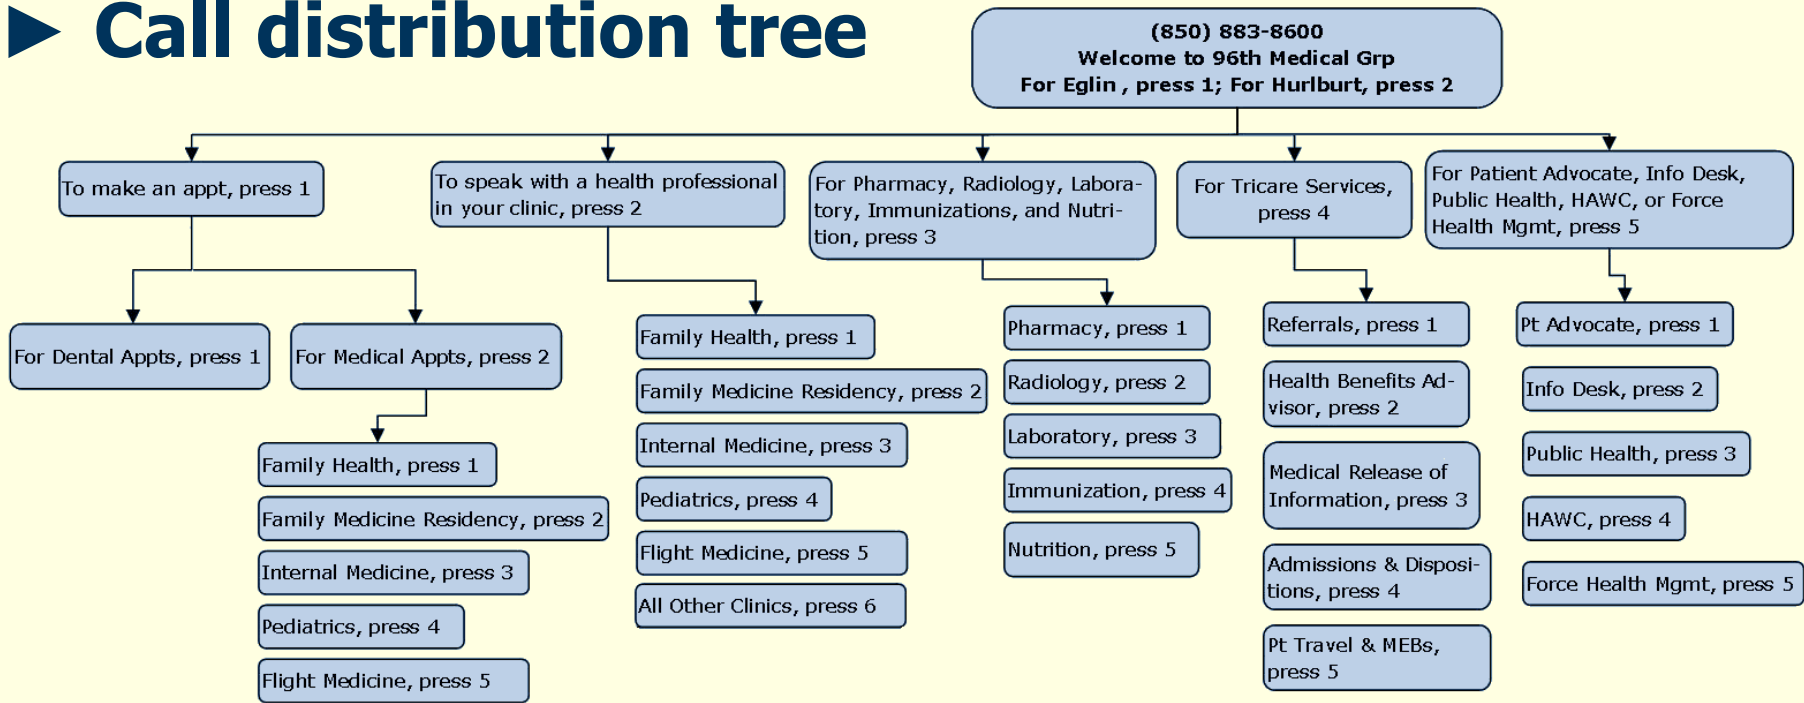 ► Call distribution tree
(850) 883-8600
Welcome to 96th Medical Grp
For Eglin , press 1; For Hurlburt, press 2
To make an appt, press 1
For Dental Appts, press 1
For Medical Appts, press 2
Family Health, press 1
Family Medicine Residency, press 2
Internal Medicine, press 3
Pediatrics, press 4
Flight Medicine, press 5
To speak with a health professional
in your clinic, press 2
Family Health, press 1
Family Medicine Residency, press 2
Internal Medicine, press 3
Pediatrics, press 4
Flight Medicine, press 5
All Other Clinics, press 6
For Pharmacy, Radiology, Labora-
tory, Immunizations, and Nutri-
tion, press 3
Pharmacy, press 1
Radiology, press 2
Laboratory, press 3
Immunization, press 4
Nutrition, press 5
For Tricare Services,
press 4
Referrals, press 1
Health Benefits Ad-
visor, press 2
Medical Release of
Information, press 3
Admissions & Disposi-
tions, press 4
Pt Travel & MEBs,
press 5
For Patient Advocate, Info Desk,
Public Health, HAWC, or Force
Health Mgmt, press 5
Pt Advocate, press 1
Info Desk, press 2
Public Health, press 3
HAWC, press 4
Force Health Mgmt, press 5